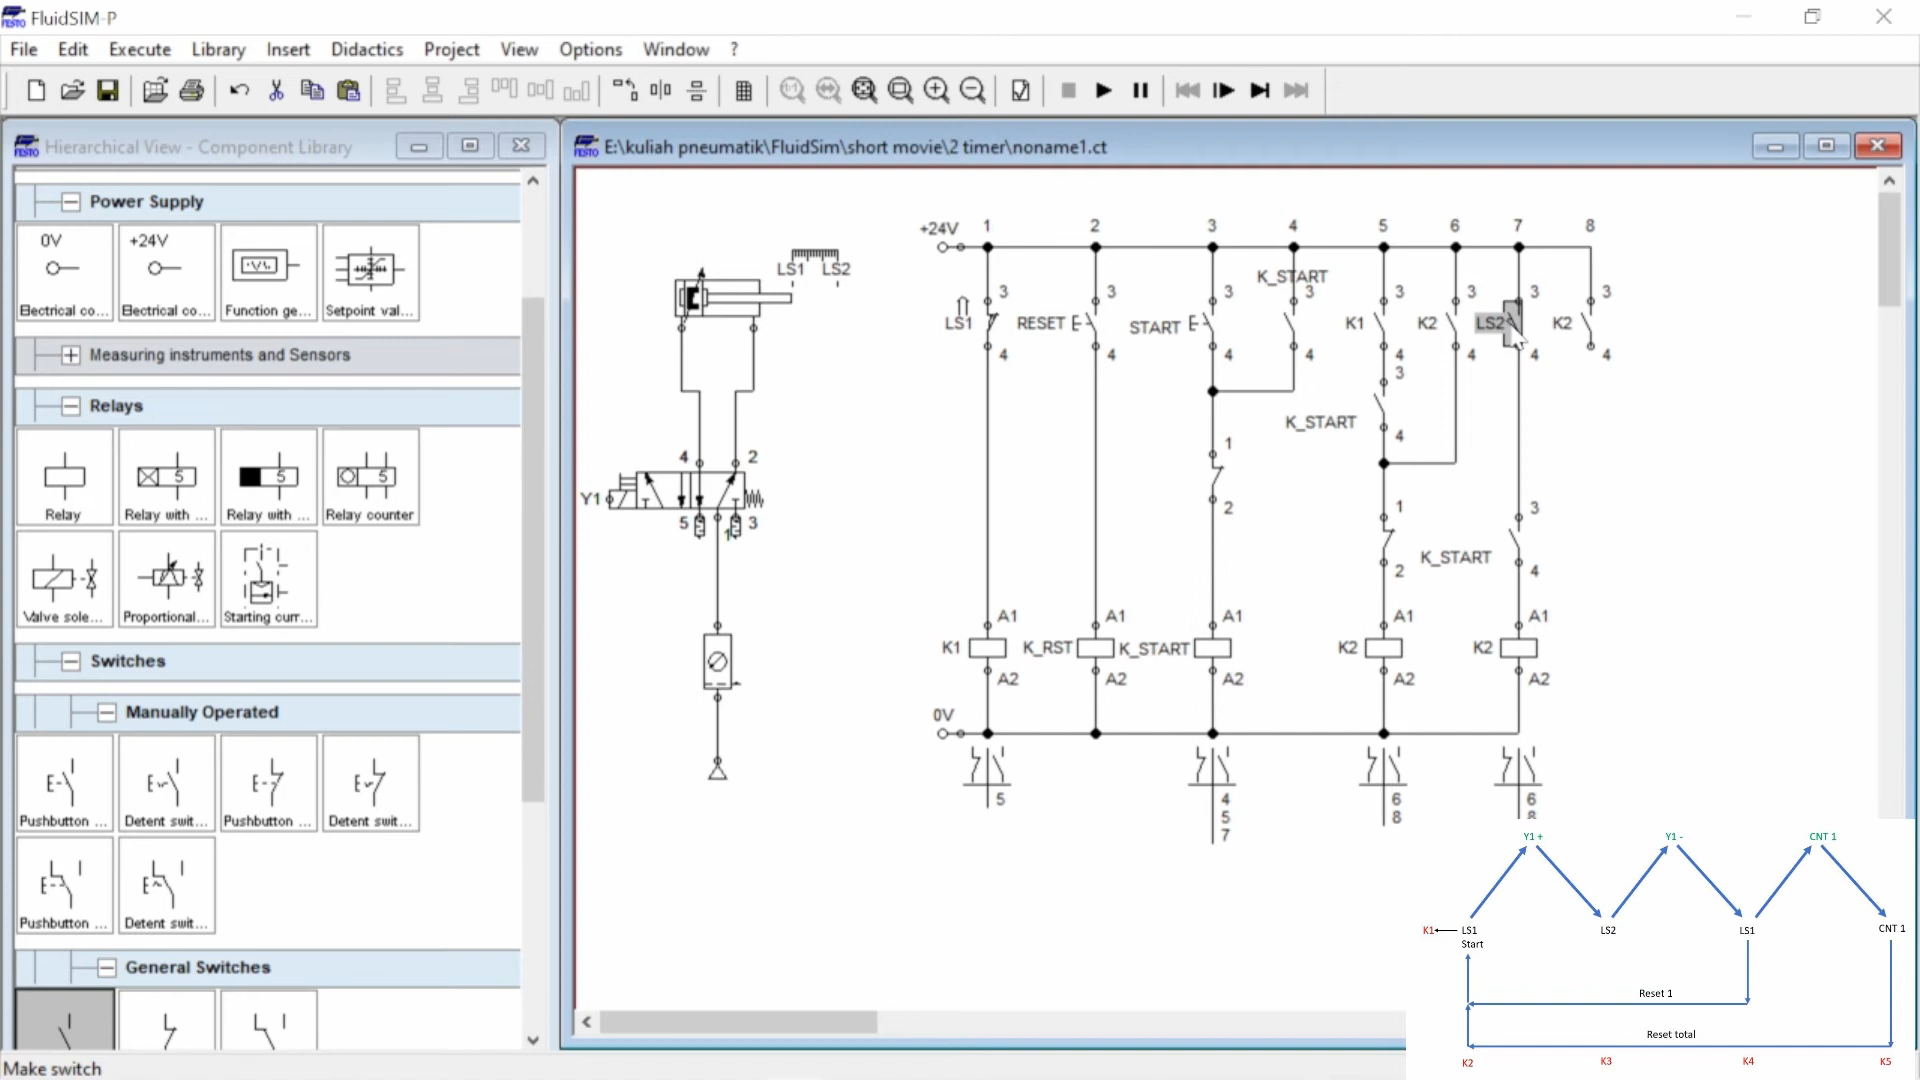 FluidSIM-P
File Edit Execute Library Insert Didactics Project View Options Window ?
Hierarchical View - Component Library
E:\kuliah pneumatik\FluidSim\short movie\2 timer\noname1.ct
Power Supply
0V +24V
Electrical co... Electrical co... Function ge... Setpoint val...
Measuring instruments and Sensors
Relays
5 5 5
Relay Relay with ... Relay with ... Relay counter
Valve sole... Proportional... Starting curr...
Switches
Manually Operated
Pushbutton ... Detent swit... Pushbutton ... Detent swit...
Pushbutton ... Detent swit...
General Switches
Make switch
LS1 LS2
4 2
Y1
5 1 3
+24V 1 2 3 4 5 6 7 8
K_START
3 3 3 3 3 3 3 3
LS1 RESET START K1 K2 LS2 K2
4 4 4 4 4 4 4 4
3
K_START
4
1
2
1 3
K_START
2 4
A1 A1 A1 A1 A1
K1 K_RST K_START K2 K2
A2 A2 A2 A2 A2
0V
5 4 6 6
5 8 8
7
Y1 + Y1 - CNT 1
K1 LS1 LS2 LS1 CNT 1
Start
Reset 1
Reset total
K2 K3 K4 K5